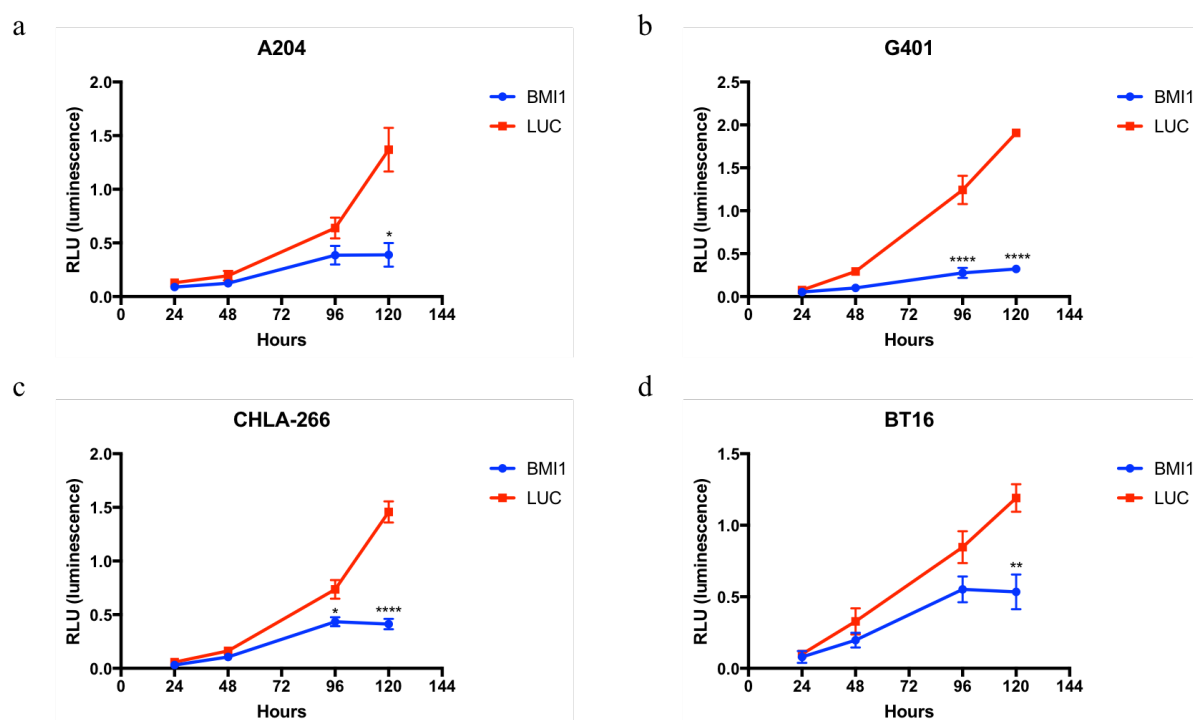 a
A204
2.0
1.5
1.0
0.5
0.0
RLU (luminescence)
0 24 48 72 96 120 144
Hours
*
BMI1
LUC
b
G401
2.5
2.0
1.5
1.0
0.5
0.0
RLU (luminescence)
0 24 48 72 96 120 144
Hours
**** ****
BMI1
LUC
c
CHLA-266
2.0
1.5
1.0
0.5
0.0
RLU (luminescence)
0 24 48 72 96 120 144
Hours
* ****
BMI1
LUC
d
BT16
1.5
1.0
0.5
0.0
RLU (luminescence)
0 24 48 72 96 120 144
Hours
**
BMI1
LUC